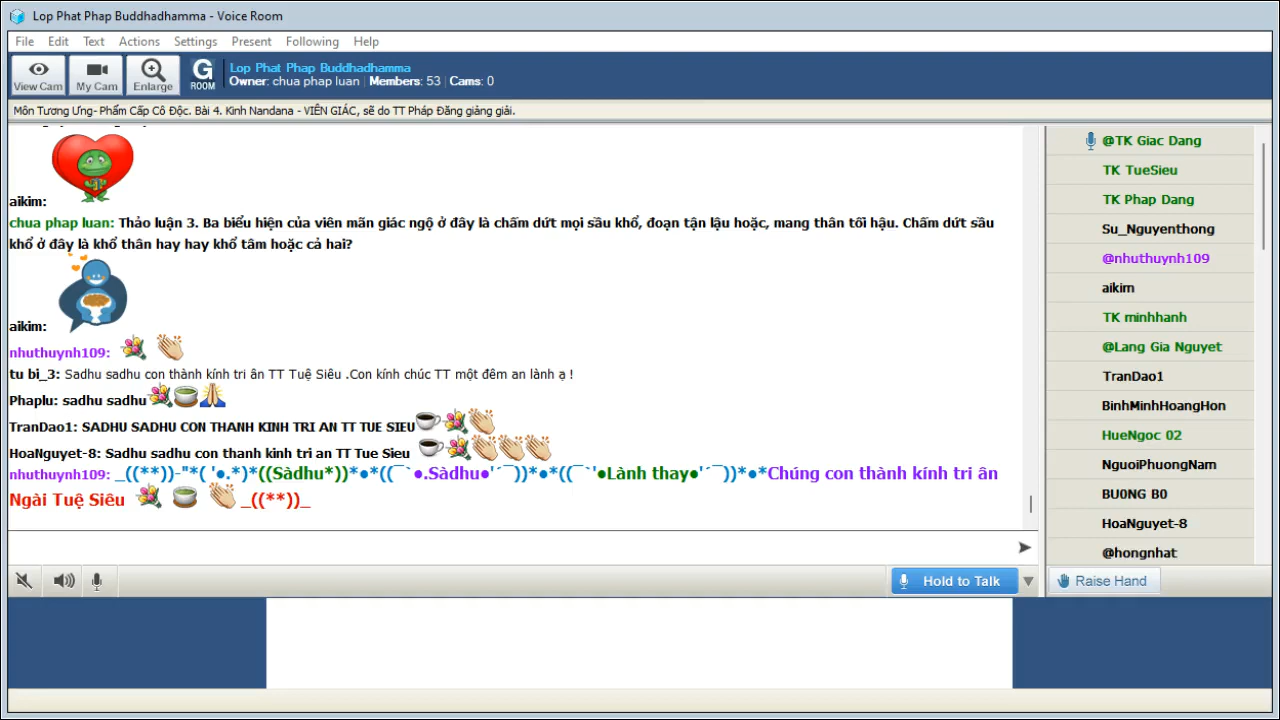 Lop Phat Phap Buddhadhamma - Voice Room
File Edit Text Actions Settings Present Following Help
View Cam My Cam Enlarge G ROOM
Lop Phat Phap Buddhadhamma
Owner: chua phap luan Members: 53 Cams: 0
Môn Tương Ưng- Phẩm Cấp Cô Độc. Bài 4. Kinh Nandana - VIÊN GIÁC, sẽ do TT Pháp Đăng giảng giải.
aikim:
chua phap luan: Thảo luận 3. Ba biểu hiện của viên mãn giác ngộ ở đây là chấm dứt mọi sầu khổ, đoạn tận lậu hoặc, mang thân tối hậu. Chấm dứt sầu
khổ ở đây là khổ thân hay hay khổ tâm hoặc cả hai?
aikim:
nhuthuynh109:
tu bi_3: Sadhu sadhu con thành kính tri ân TT Tuệ Siêu .Con kính chúc TT một đêm an lành ạ !
Phaplu: sadhu sadhu
TranDao1: SADHU SADHU CON THANH KINH TRI AN TT TUE SIEU
HoaNguyet-8: Sadhu sadhu con thanh kinh tri an TT Tue Sieu
nhuthuynh109: _((**))-"*( '●.*)*((Sàdhu*))*●*((¯`●.Sàdhu●'´¯))*●*((¯`'●Lành thay●'´¯))*●*Chúng con thành kính tri ân
Ngài Tuệ Siêu _((**))_
@TK Giac Dang
TK TueSieu
TK Phap Dang
Su_Nguyenthong
@nhuthuynh109
aikim
TK minhhanh
@Lang Gia Nguyet
TranDao1
BinhMinhHoangHon
HueNgoc 02
NguoiPhuongNam
BU0NG B0
HoaNguyet-8
@hongnhat
Hold to Talk
Raise Hand